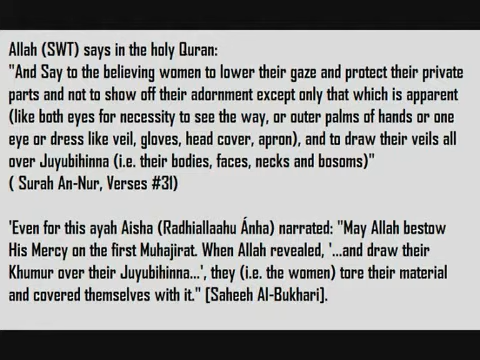 Allah (SWT) says in the holy Quran:
"And Say to the believing women to lower their gaze and protect their private
parts and not to show off their adornment except only that which is apparent
(like both eyes for necessity to see the way, or outer palms of hands or one
eye or dress like veil, gloves, head cover, apron), and to draw their veils all
over Juyubihinna (i.e. their bodies, faces, necks and bosoms)"
( Surah An-Nur, Verses #31)
'Even for this ayah Aisha (Radhiallaahu Ánha) narrated: "May Allah bestow
His Mercy on the first Muhajirat. When Allah revealed, '...and draw their
Khumur over their Juyubihinna...', they (i.e. the women) tore their material
and covered themselves with it." [Saheeh Al-Bukhari].